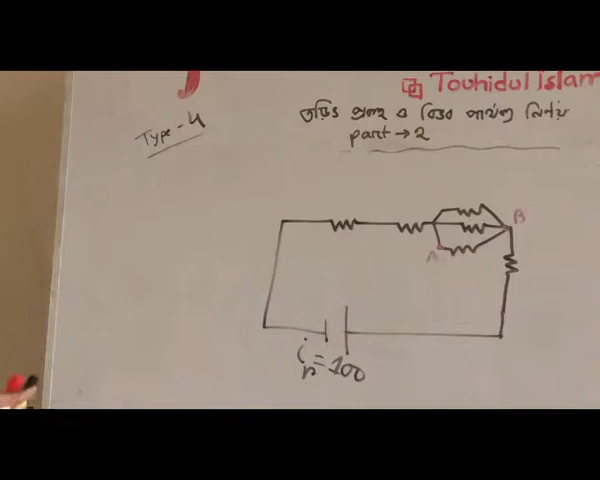 Touhidul Islam
তড়িৎ প্রবাহ ও বিভব পার্থক্য নির্ণয়
Type - 4
part → 2
B
A
i
r = 100